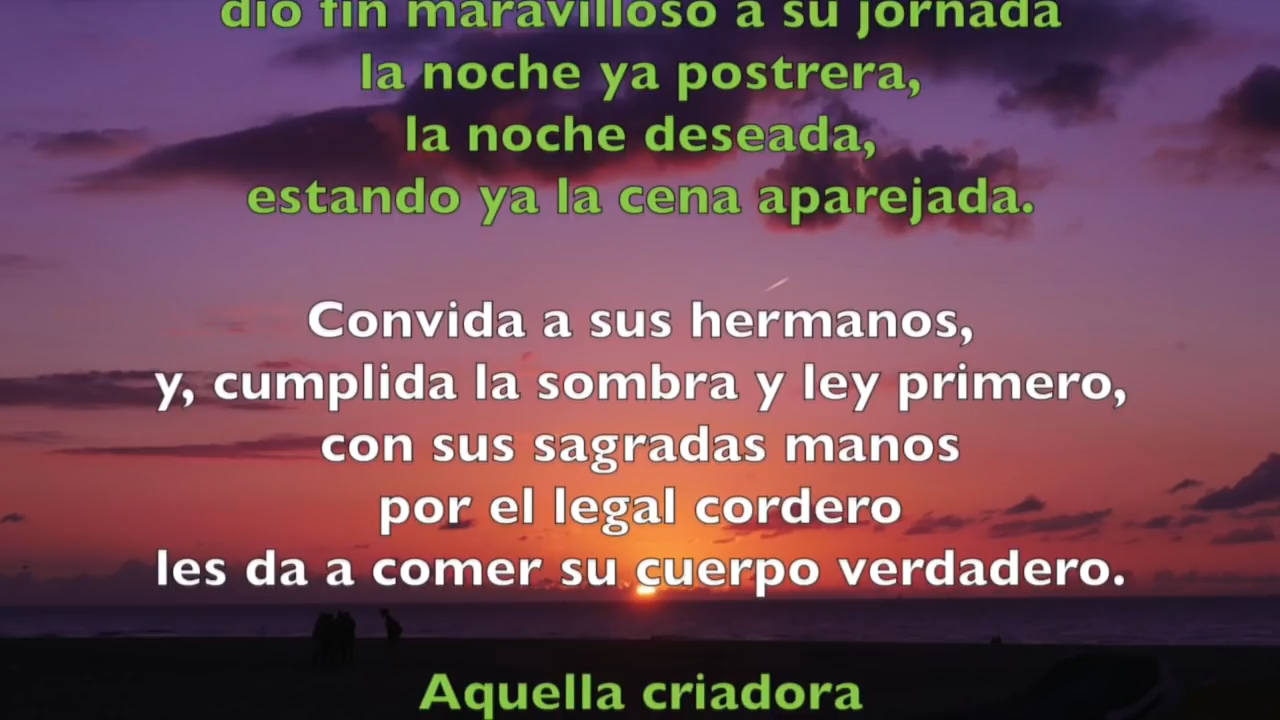 dio fin maravilloso a su jornada
la noche ya postrera,
la noche deseada,
estando ya la cena aparejada.
Convida a sus hermanos,
y, cumplida la sombra y ley primero,
con sus sagradas manos
por el legal cordero
les da a comer su cuerpo verdadero.
Aquella criadora